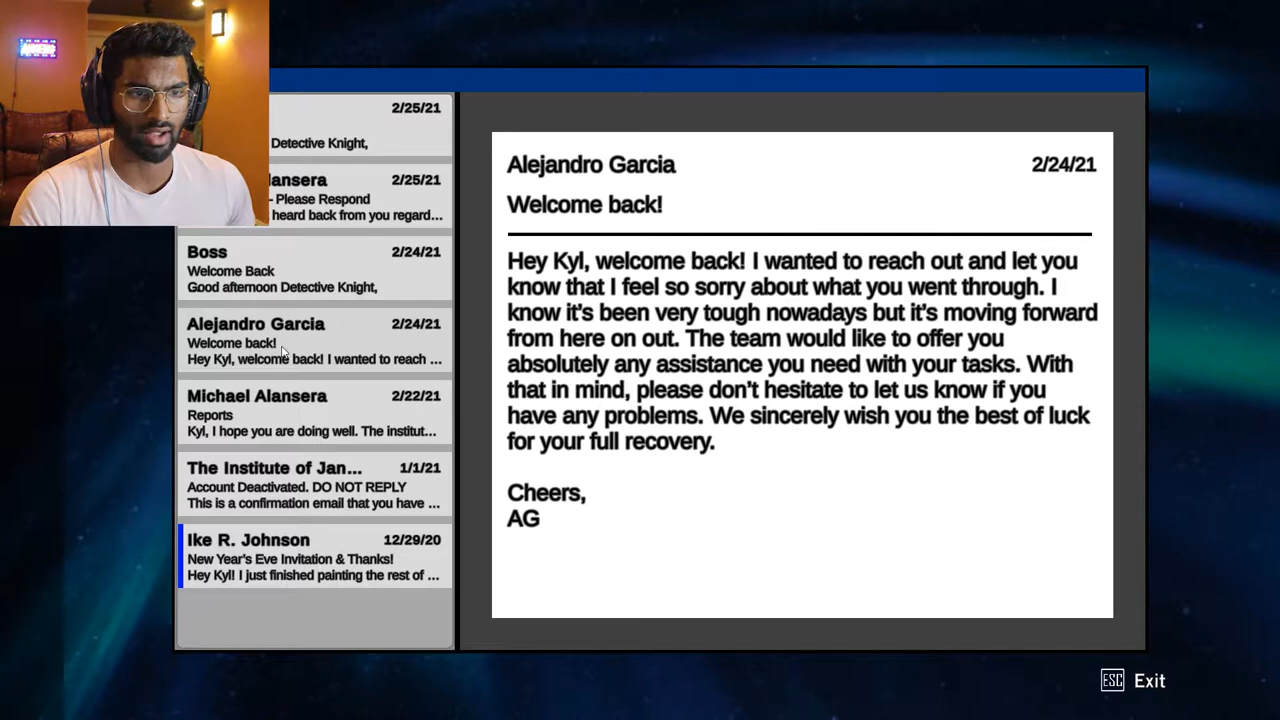 2/25/21
Detective Knight,
lansera 2/25/21
- Please Respond
heard back from you regard...
Boss 2/24/21
Welcome Back
Good afternoon Detective Knight,
Alejandro Garcia 2/24/21
Welcome back!
Hey Kyl, welcome back! I wanted to reach ...
Michael Alansera 2/22/21
Reports
Kyl, I hope you are doing well. The institut...
The Institute of Jan... 1/1/21
Account Deactivated. DO NOT REPLY
This is a confirmation email that you have ...
Ike R. Johnson 12/29/20
New Year's Eve Invitation & Thanks!
Hey Kyl! I just finished painting the rest of ...
Alejandro Garcia 2/24/21
Welcome back!
Hey Kyl, welcome back! I wanted to reach out and let you
know that I feel so sorry about what you went through. I
know it's been very tough nowadays but it's moving forward
from here on out. The team would like to offer you
absolutely any assistance you need with your tasks. With
that in mind, please don't hesitate to let us know if you
have any problems. We sincerely wish you the best of luck
for your full recovery.
Cheers,
AG
ESC Exit